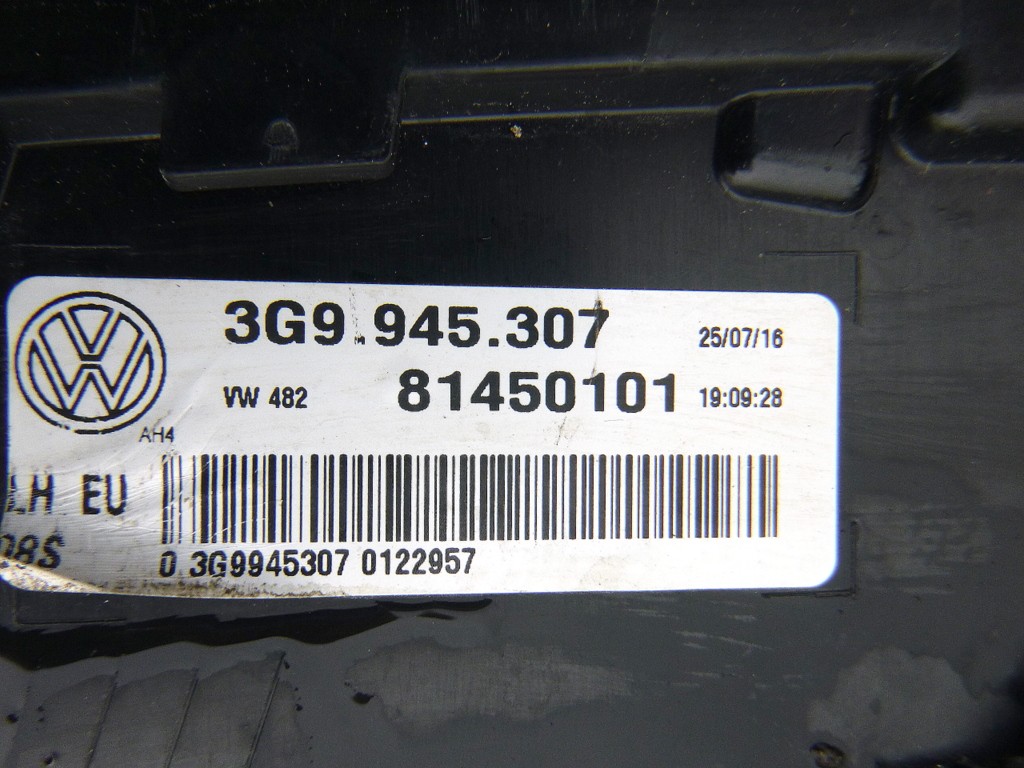 3G9.945.307 25/07/16
VW 482 81450101 19:09:28
AH4
LH EU
08S
0 3G9945307 0122957